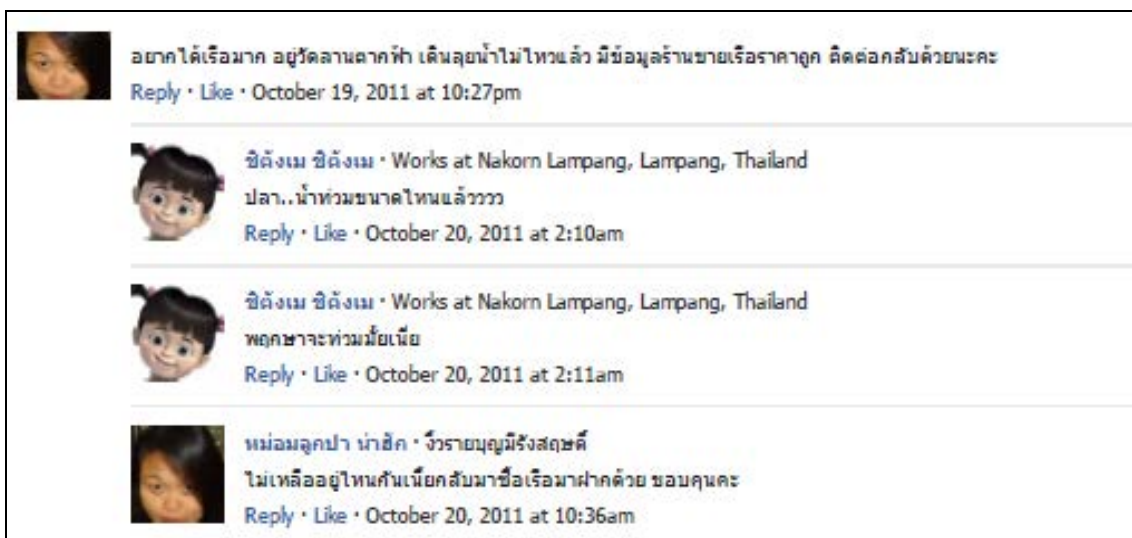 อยากได้เรือมาก อยู่วัดลานตากฟ้า เดินลุยน้ำไม่ไหวแล้ว มีข้อมูลร้านขายเรือราคาถูก ติดต่อกลับด้วยนะคะ
Reply · Like · October 19, 2011 at 10:27pm
ซิตังเม ซิตังเม · Works at Nakorn Lampang, Lampang, Thailand
ปลา..น้ำท่วมขนาดไหนแล้วววว
Reply · Like · October 20, 2011 at 2:10am
ซิตังเม ซิตังเม · Works at Nakorn Lampang, Lampang, Thailand
พฤกษาจะท่วมมั้ยเนี่ย
Reply · Like · October 20, 2011 at 2:11am
หม่อมลูกปา น่าฮัก · งิ้วรายบุญมีรังสฤษดิ์
ไม่เหลืออยู่ไหนกันเนี้ยกลับมาซื้อเรือมาฝากด้วย ขอบคุนคะ
Reply · Like · October 20, 2011 at 10:36am